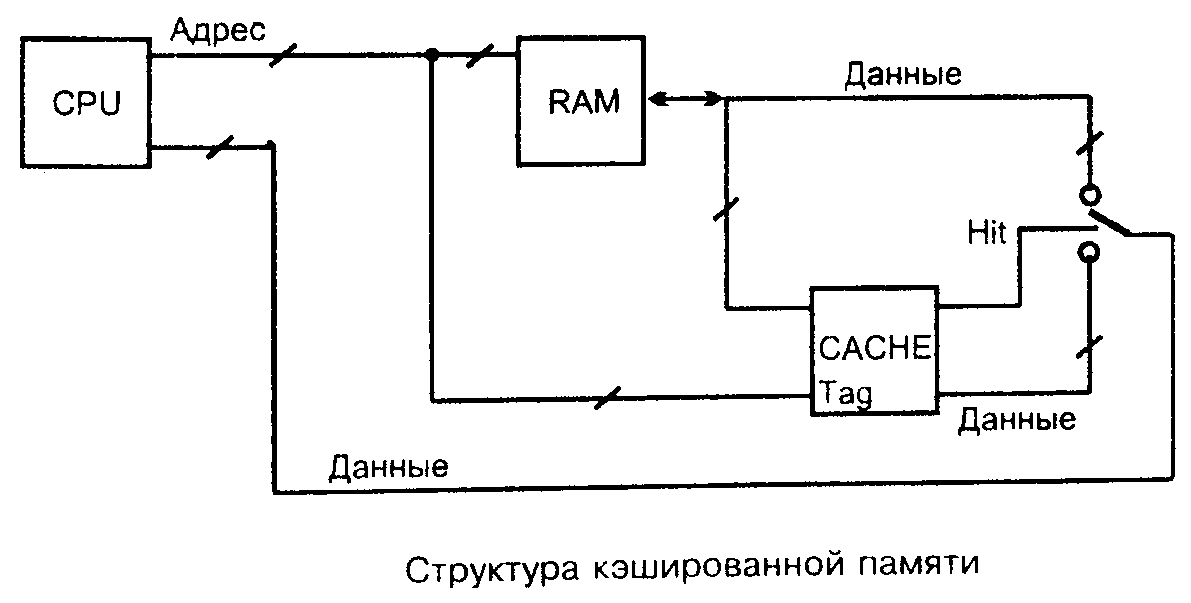 Адрес
CPU
RAM
Данные
Hit
CACHE
Tag
Данные
Данные
Структура кэшированной памяти